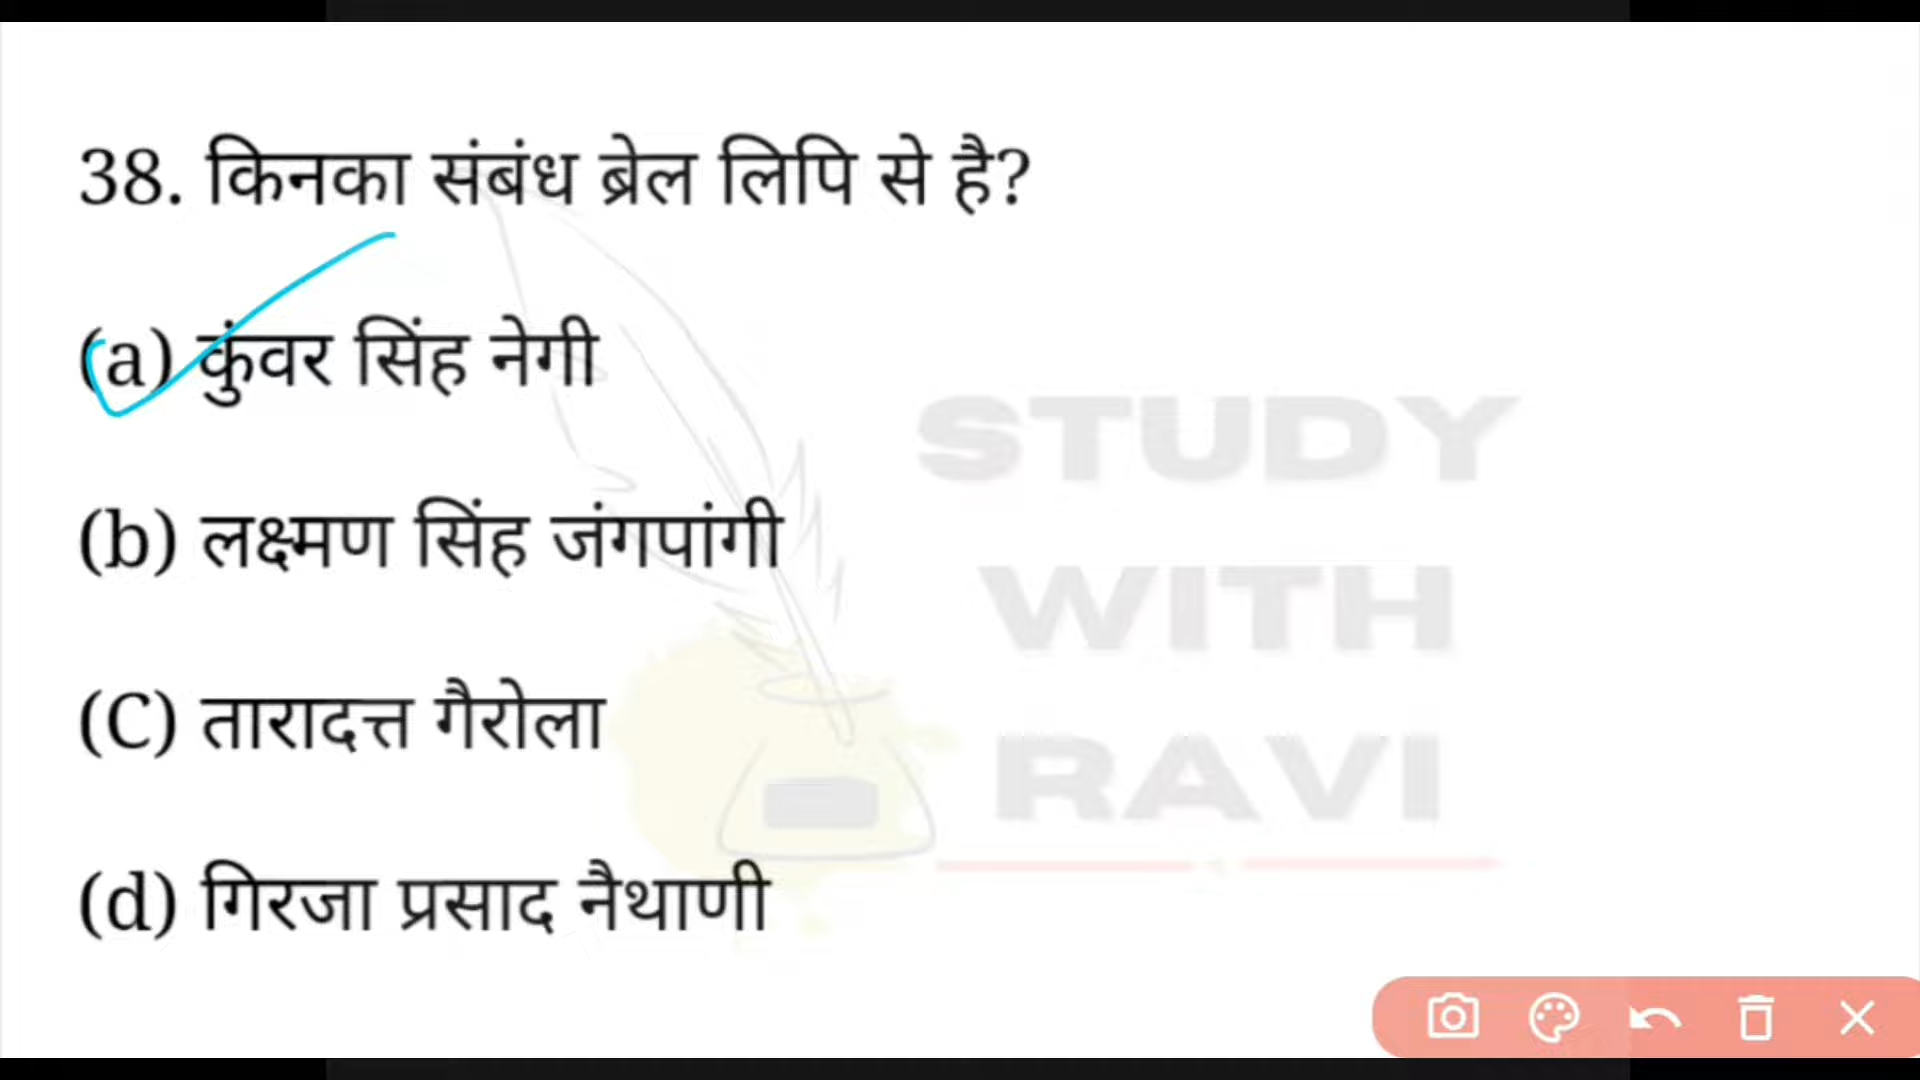 38. किनका संबंध ब्रेल लिपि से है?
(a) कुंवर सिंह नेगी
(b) लक्ष्मण सिंह जंगपांगी
(C) तारादत्त गैरोला
(d) गिरजा प्रसाद नैथाणी
STUDY
WITH
RAVI